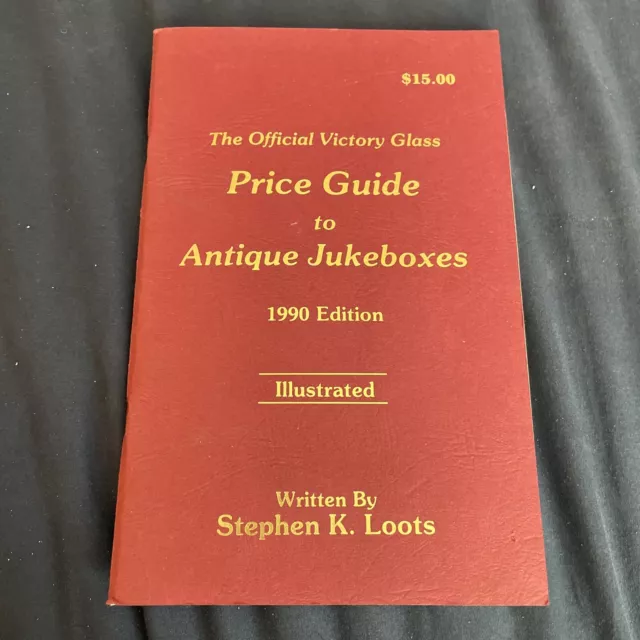 $15.00
The Official Victory Glass
Price Guide
to
Antique Jukeboxes
1990 Edition
Illustrated
Written By
Stephen K. Loots